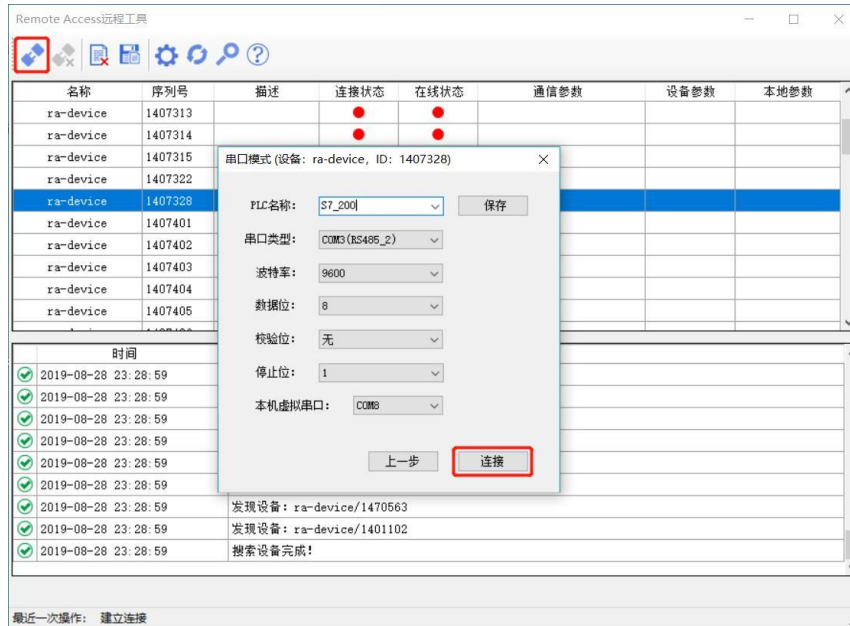 Remote Access远程工具
名称 序列号 描述 连接状态 在线状态 通信参数 设备参数 本地参数
ra-device 1407313
ra-device 1407314
ra-device 1407315
ra-device 1407322
ra-device 1407328
ra-device 1407401
ra-device 1407402
ra-device 1407403
ra-device 1407404
ra-device 1407405
串口模式 (设备: ra-device, ID: 1407328)
PLC名称: S7_200 保存
串口类型: COM3(RS485_2)
波特率: 9600
数据位: 8
校验位: 无
停止位: 1
本机虚拟串口: COM8
上一步 连接
时间
2019-08-28 23:28:59
2019-08-28 23:28:59
2019-08-28 23:28:59
2019-08-28 23:28:59
2019-08-28 23:28:59
2019-08-28 23:28:59
2019-08-28 23:28:59 发现设备: ra-device/1470563
2019-08-28 23:28:59 发现设备: ra-device/1401102
2019-08-28 23:28:59 搜索设备完成!
最近一次操作: 建立连接